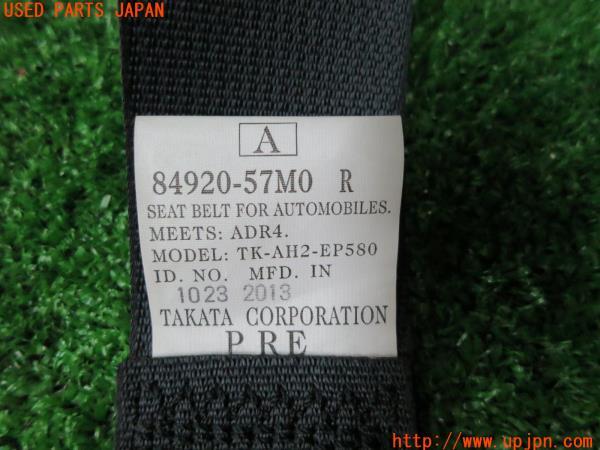 USED PARTS JAPAN
A
84920-57M0 R
SEAT BELT FOR AUTOMOBILES.
MEETS: ADR4.
MODEL: TK-AH2-EP580
ID. NO. MFD. IN
1023 2013
TAKATA CORPORATION
PRE
http://www.upjpn.com/